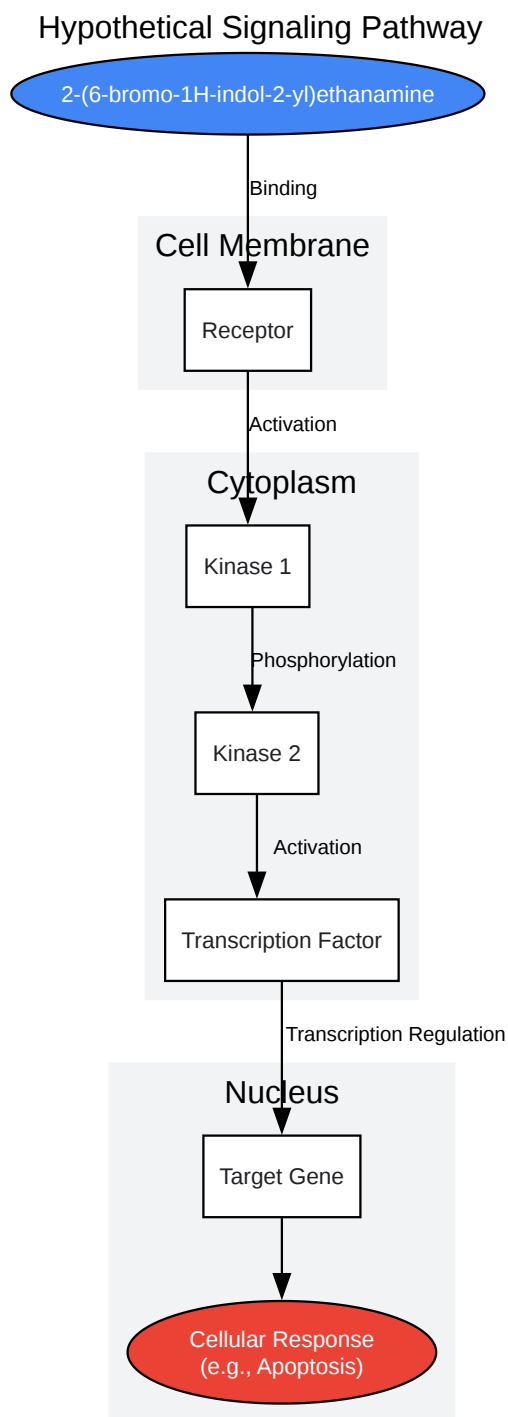 Hypothetical Signaling Pathway
2-(6-bromo-1H-indol-2-yl)ethanamine
Binding
Cell Membrane
Receptor
Activation
Cytoplasm
Kinase 1
Phosphorylation
Kinase 2
Activation
Transcription Factor
Transcription Regulation
Nucleus
Target Gene
Cellular Response
(e.g., Apoptosis)